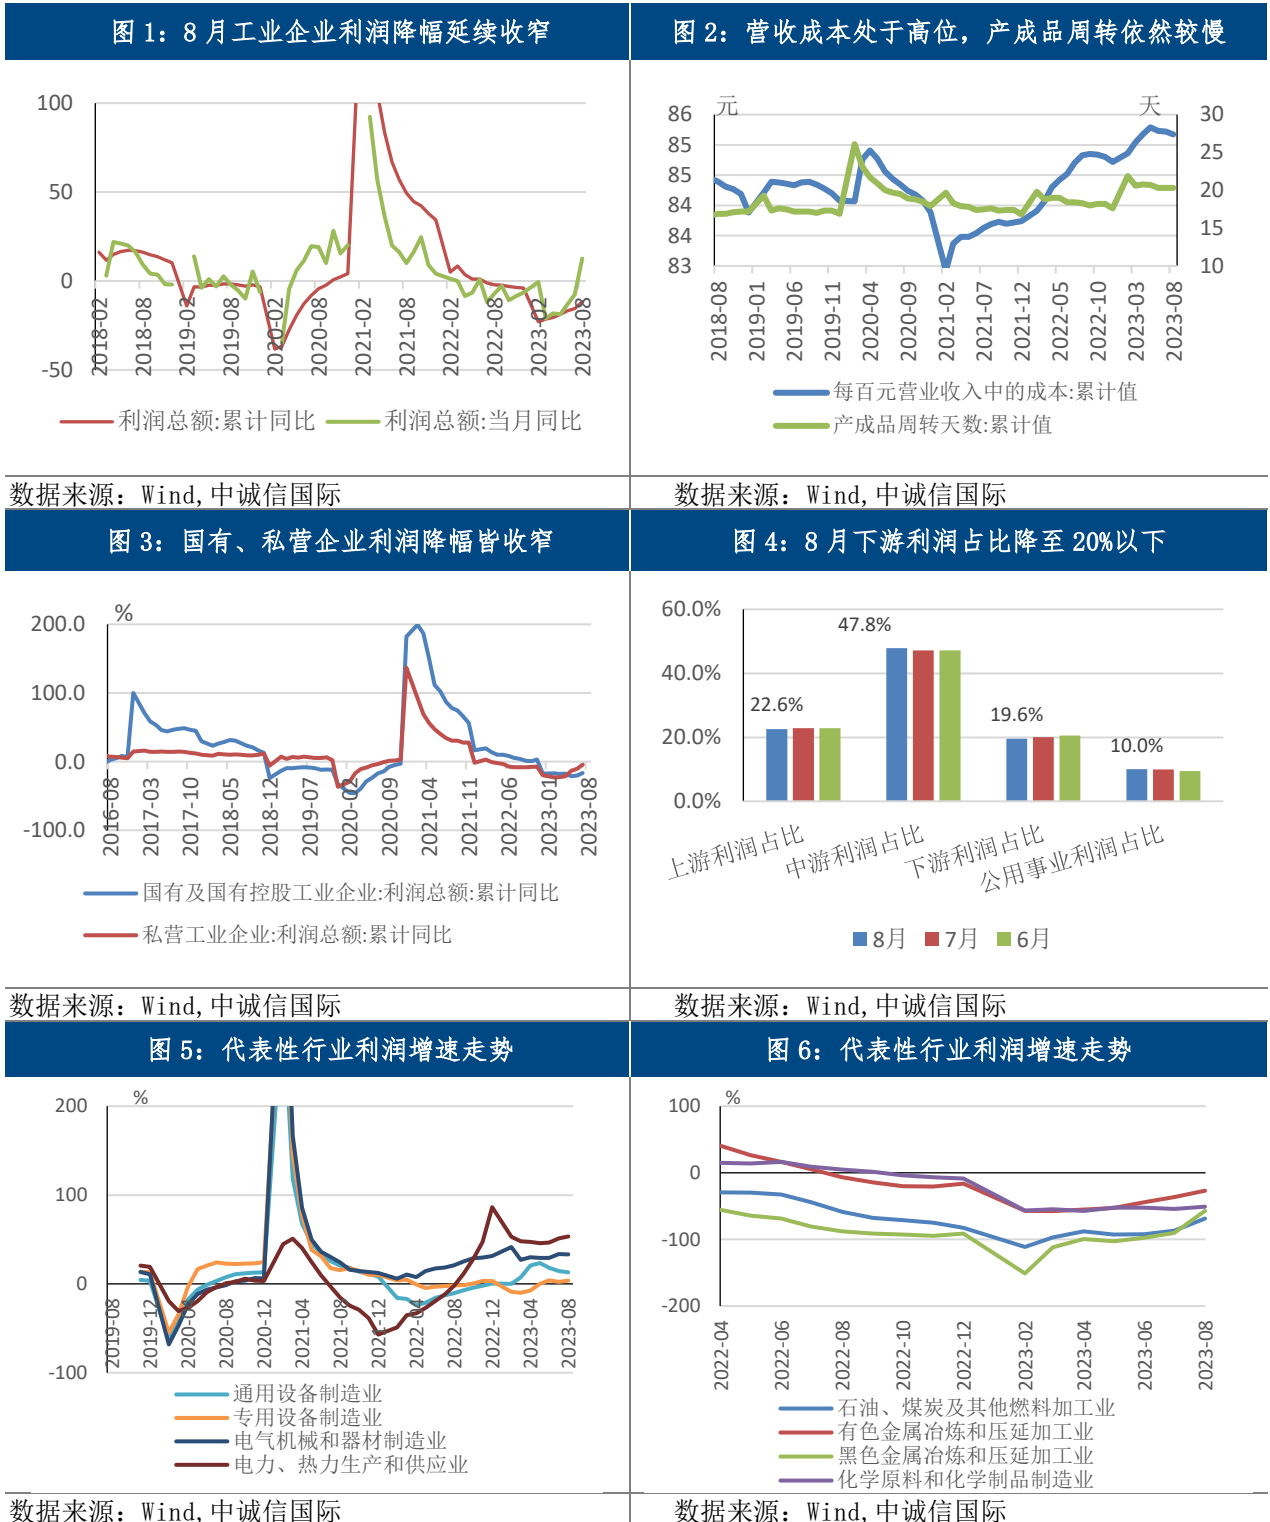 图 1：8 月工业企业利润降幅延续收窄
100
50
0
-50
2018-02
2018-08
2019-02
2019-08
2020-02
2020-08
2021-02
2021-08
2022-02
2022-08
2023-02
2023-08
利润总额:累计同比
利润总额:当月同比
数据来源：Wind,中诚信国际
图 2：营收成本处于高位，产成品周转依然较慢
元
天
86
85
85
84
84
83
30
25
20
15
10
2018-08
2019-01
2019-06
2019-11
2020-04
2020-09
2021-02
2021-07
2021-12
2022-05
2022-10
2023-03
2023-08
每百元营业收入中的成本:累计值
产成品周转天数:累计值
数据来源：Wind,中诚信国际
图 3：国有、私营企业利润降幅皆收窄
%
200.0
100.0
0.0
-100.0
2016-08
2017-03
2017-10
2018-05
2018-12
2019-07
2020-02
2020-09
2021-04
2021-11
2022-06
2023-01
2023-08
国有及国有控股工业企业:利润总额:累计同比
私营工业企业:利润总额:累计同比
数据来源：Wind,中诚信国际
图 4：8 月下游利润占比降至 20%以下
60.0%
40.0%
20.0%
0.0%
22.6%
47.8%
19.6%
10.0%
上游利润占比
中游利润占比
下游利润占比
公用事业利润占比
8月
7月
6月
数据来源：Wind,中诚信国际
图 5：代表性行业利润增速走势
%
200
100
0
-100
2019-08
2019-12
2020-04
2020-08
2020-12
2021-04
2021-08
2021-12
2022-04
2022-08
2022-12
2023-04
2023-08
通用设备制造业
专用设备制造业
电气机械和器材制造业
电力、热力生产和供应业
数据来源：Wind,中诚信国际
图 6：代表性行业利润增速走势
%
100
0
-100
-200
2022-04
2022-06
2022-08
2022-10
2022-12
2023-02
2023-04
2023-06
2023-08
石油、煤炭及其他燃料加工业
有色金属冶炼和压延加工业
黑色金属冶炼和压延加工业
化学原料和化学制品制造业
数据来源：Wind,中诚信国际